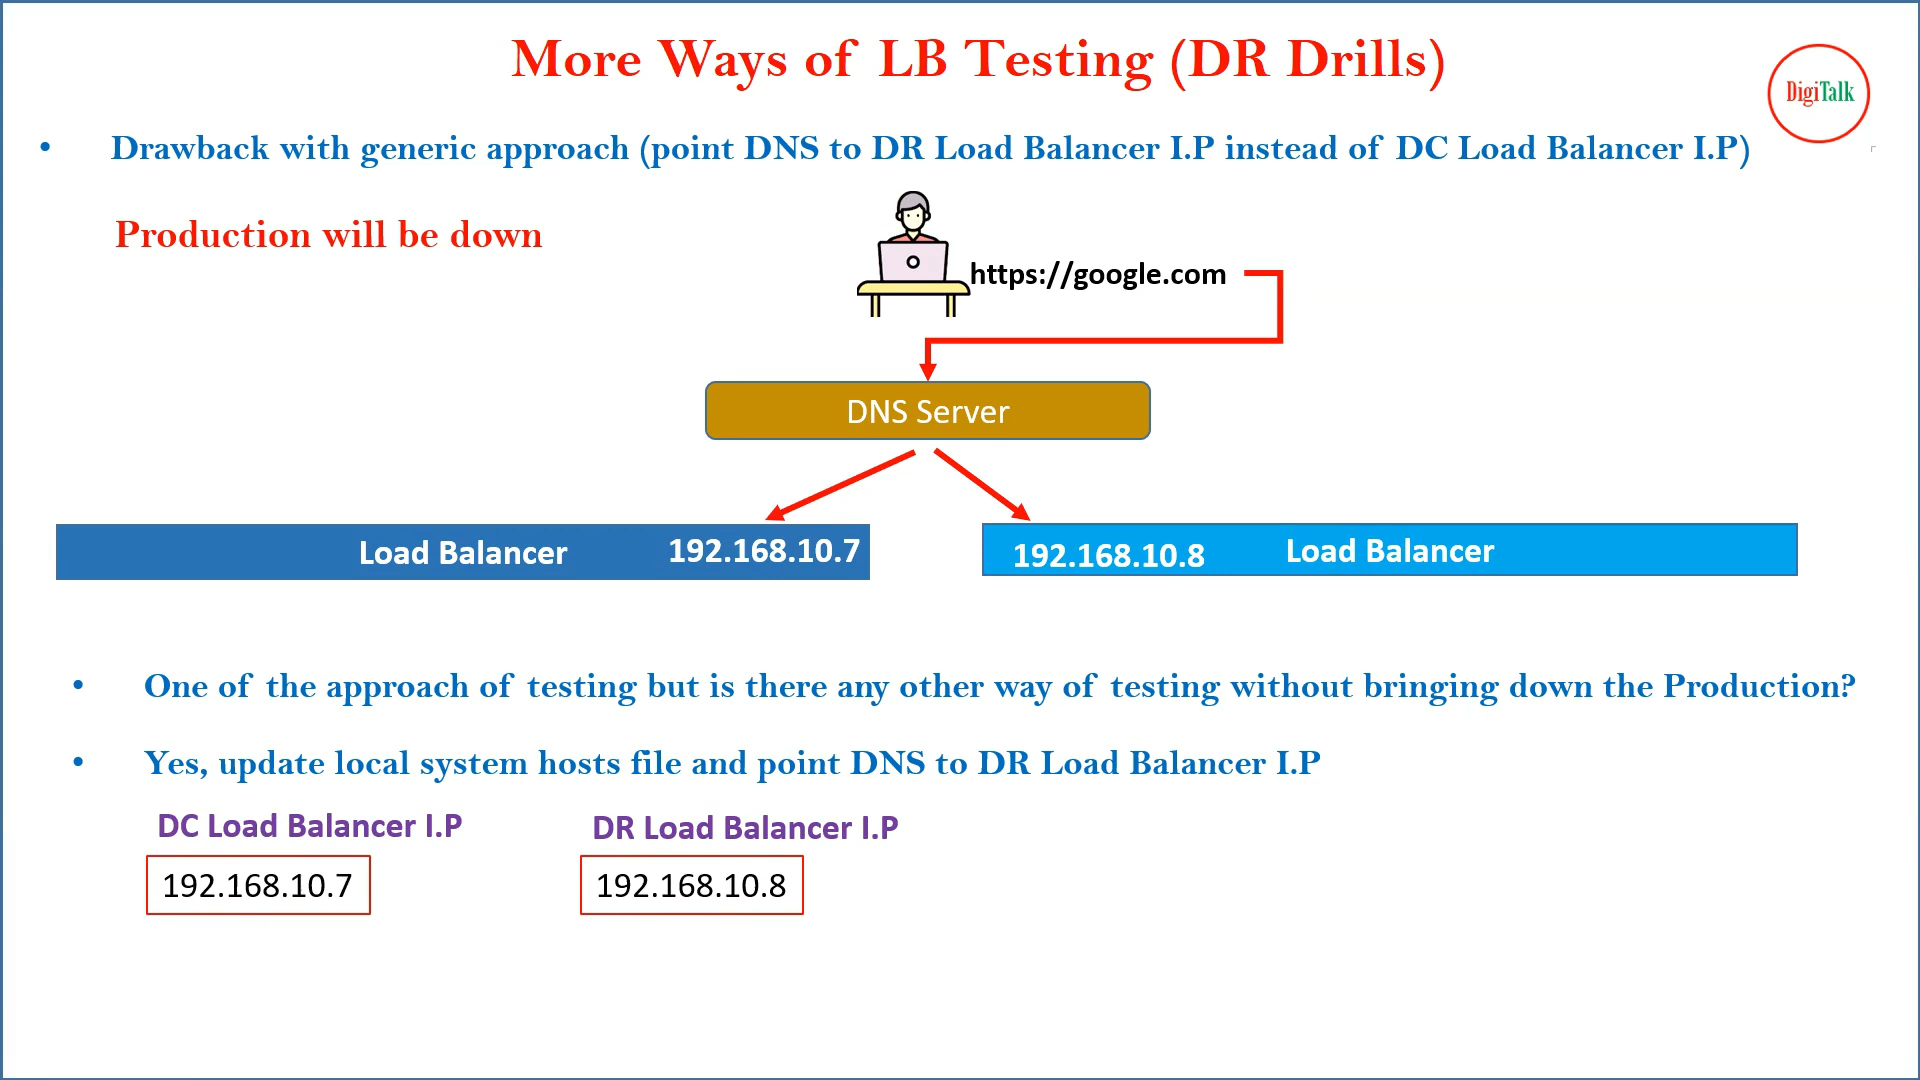 More Ways of LB Testing (DR Drills)
DigiTalk
• Drawback with generic approach (point DNS to DR Load Balancer I.P instead of DC Load Balancer I.P)
Production will be down
https://google.com
DNS Server
Load Balancer 192.168.10.7
192.168.10.8 Load Balancer
• One of the approach of testing but is there any other way of testing without bringing down the Production?
• Yes, update local system hosts file and point DNS to DR Load Balancer I.P
DC Load Balancer I.P
DR Load Balancer I.P
192.168.10.7
192.168.10.8